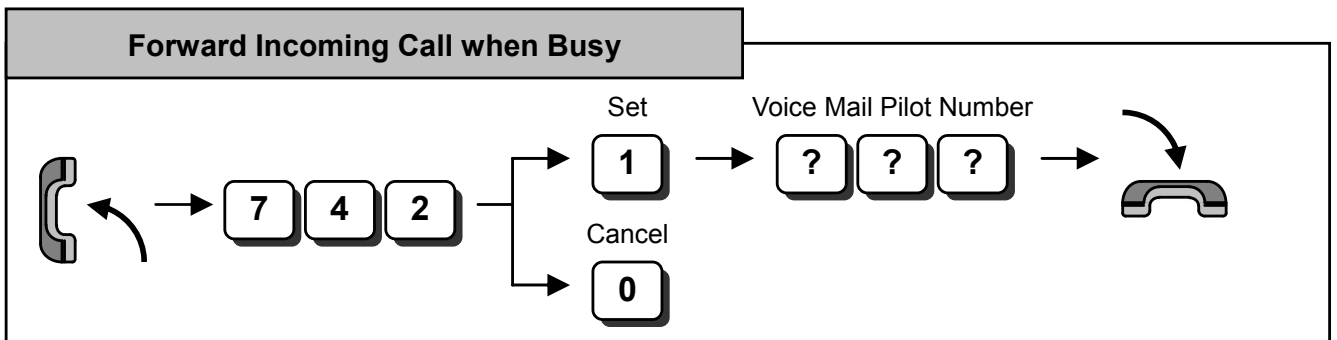 Forward Incoming Call when Busy
Set Voice Mail Pilot Number
7 4 2 1 ? ? ?
Cancel
0